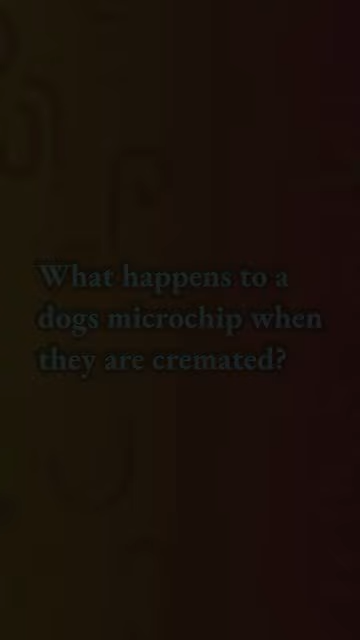 What happens to a
dogs microchip when
they are cremated?